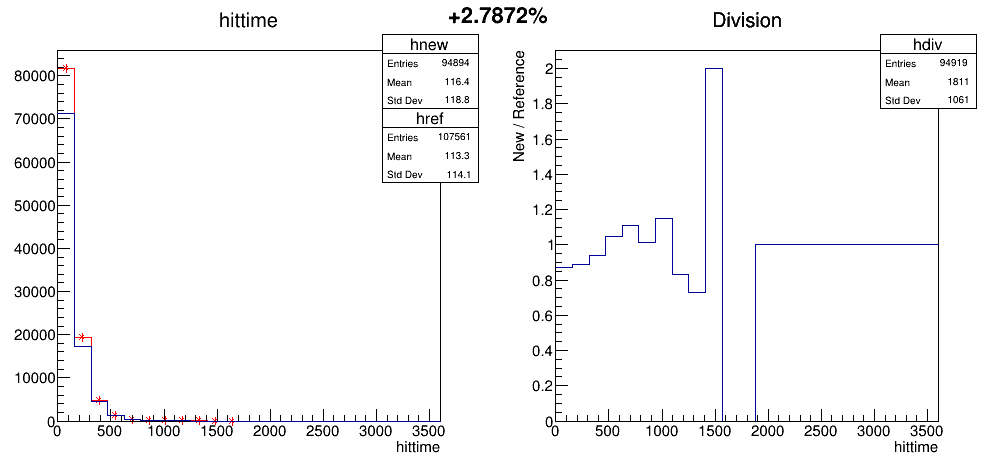 +2.7872%
hittime
hnew
Entries 94894
Mean 116.4
Std Dev 118.8
href
Entries 107561
Mean 113.3
Std Dev 114.1
80000
70000
60000
50000
40000
30000
20000
10000
0
0 500 1000 1500 2000 2500 3000 3500
hittime
Division
hdiv
Entries 94919
Mean 1811
Std Dev 1061
New / Reference
2
1.8
1.6
1.4
1.2
1
0.8
0.6
0.4
0.2
0
0 500 1000 1500 2000 2500 3000 3500
hittime